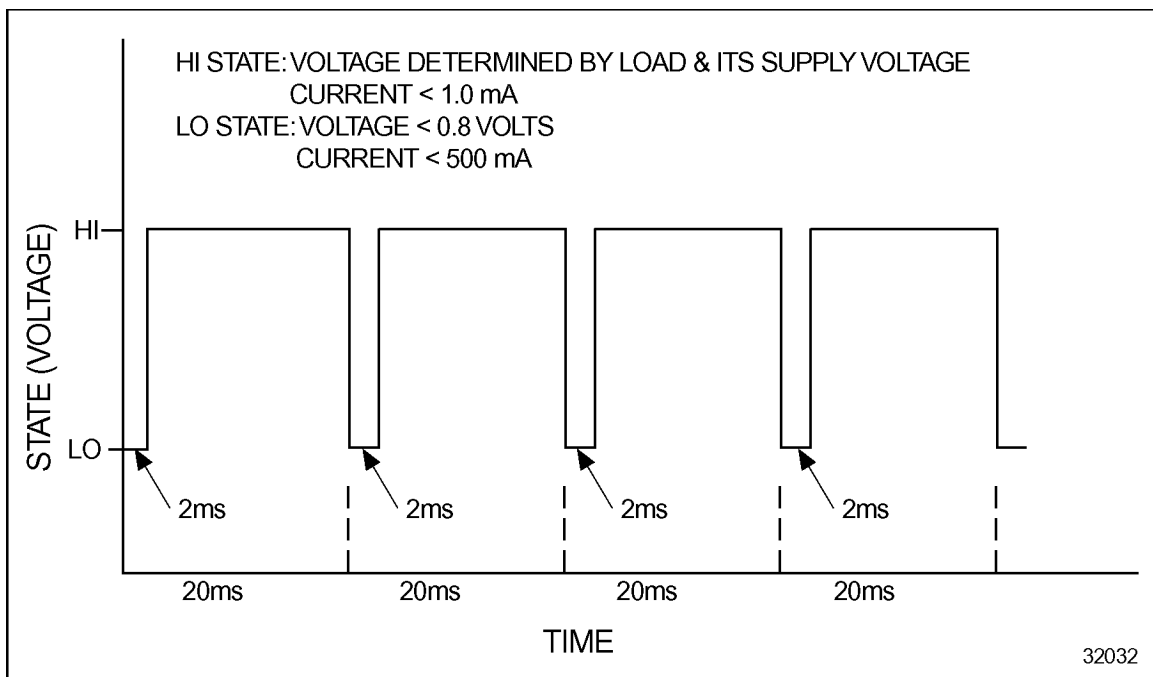 HI STATE: VOLTAGE DETERMINED BY LOAD & ITS SUPPLY VOLTAGE
CURRENT < 1.0 mA
LO STATE: VOLTAGE < 0.8 VOLTS
CURRENT < 500 mA
STATE (VOLTAGE)
HI
LO
2ms 2ms 2ms 2ms
20ms 20ms 20ms 20ms
TIME
32032